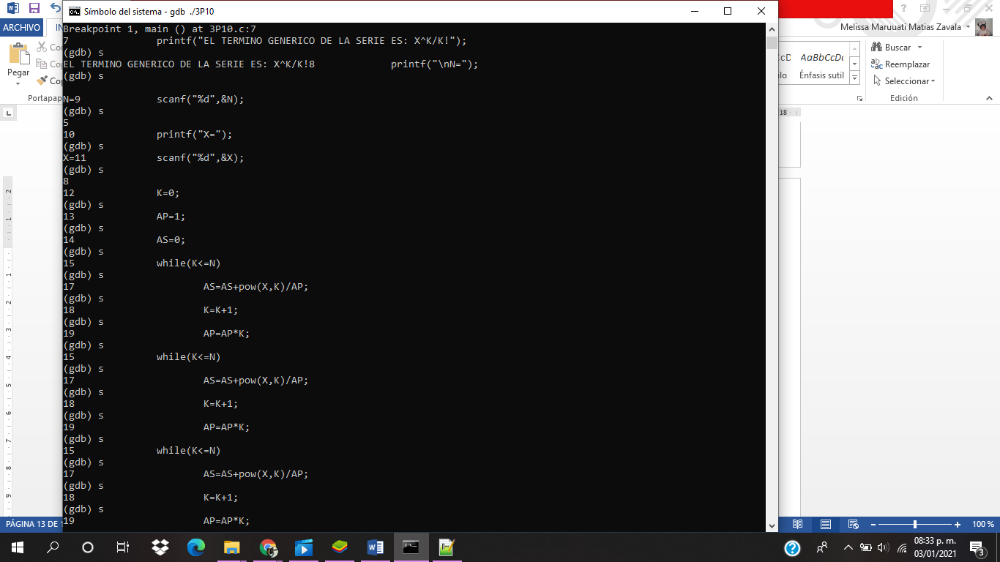 Símbolo del sistema - gdb ./3P10
ARCHIVO
Melissa Maruuati Matias Zavala
Pegar
Portapap
Énfasis sutil
AaBbCcDc
Buscar
Reemplazar
Seleccionar
Edición
18
Breakpoint 1, main () at 3P10.c:7
7 printf("EL TERMINO GENERICO DE LA SERIE ES: X^K/K!");
(gdb) s
EL TERMINO GENERICO DE LA SERIE ES: X^K/K!8 printf("\nN=");
(gdb) s
N=9 scanf("%d",&N);
(gdb) s
5
10 printf("X=");
(gdb) s
X=11 scanf("%d",&X);
(gdb) s
8
12 K=0;
(gdb) s
13 AP=1;
(gdb) s
14 AS=0;
(gdb) s
15 while(K<=N)
(gdb) s
17 AS=AS+pow(X,K)/AP;
(gdb) s
18 K=K+1;
(gdb) s
19 AP=AP*K;
(gdb) s
15 while(K<=N)
(gdb) s
17 AS=AS+pow(X,K)/AP;
(gdb) s
18 K=K+1;
(gdb) s
19 AP=AP*K;
(gdb) s
15 while(K<=N)
(gdb) s
17 AS=AS+pow(X,K)/AP;
(gdb) s
18 K=K+1;
(gdb) s
19 AP=AP*K;
PÁGINA 13 DE
100 %
08:33 p. m.
03/01/2021
3